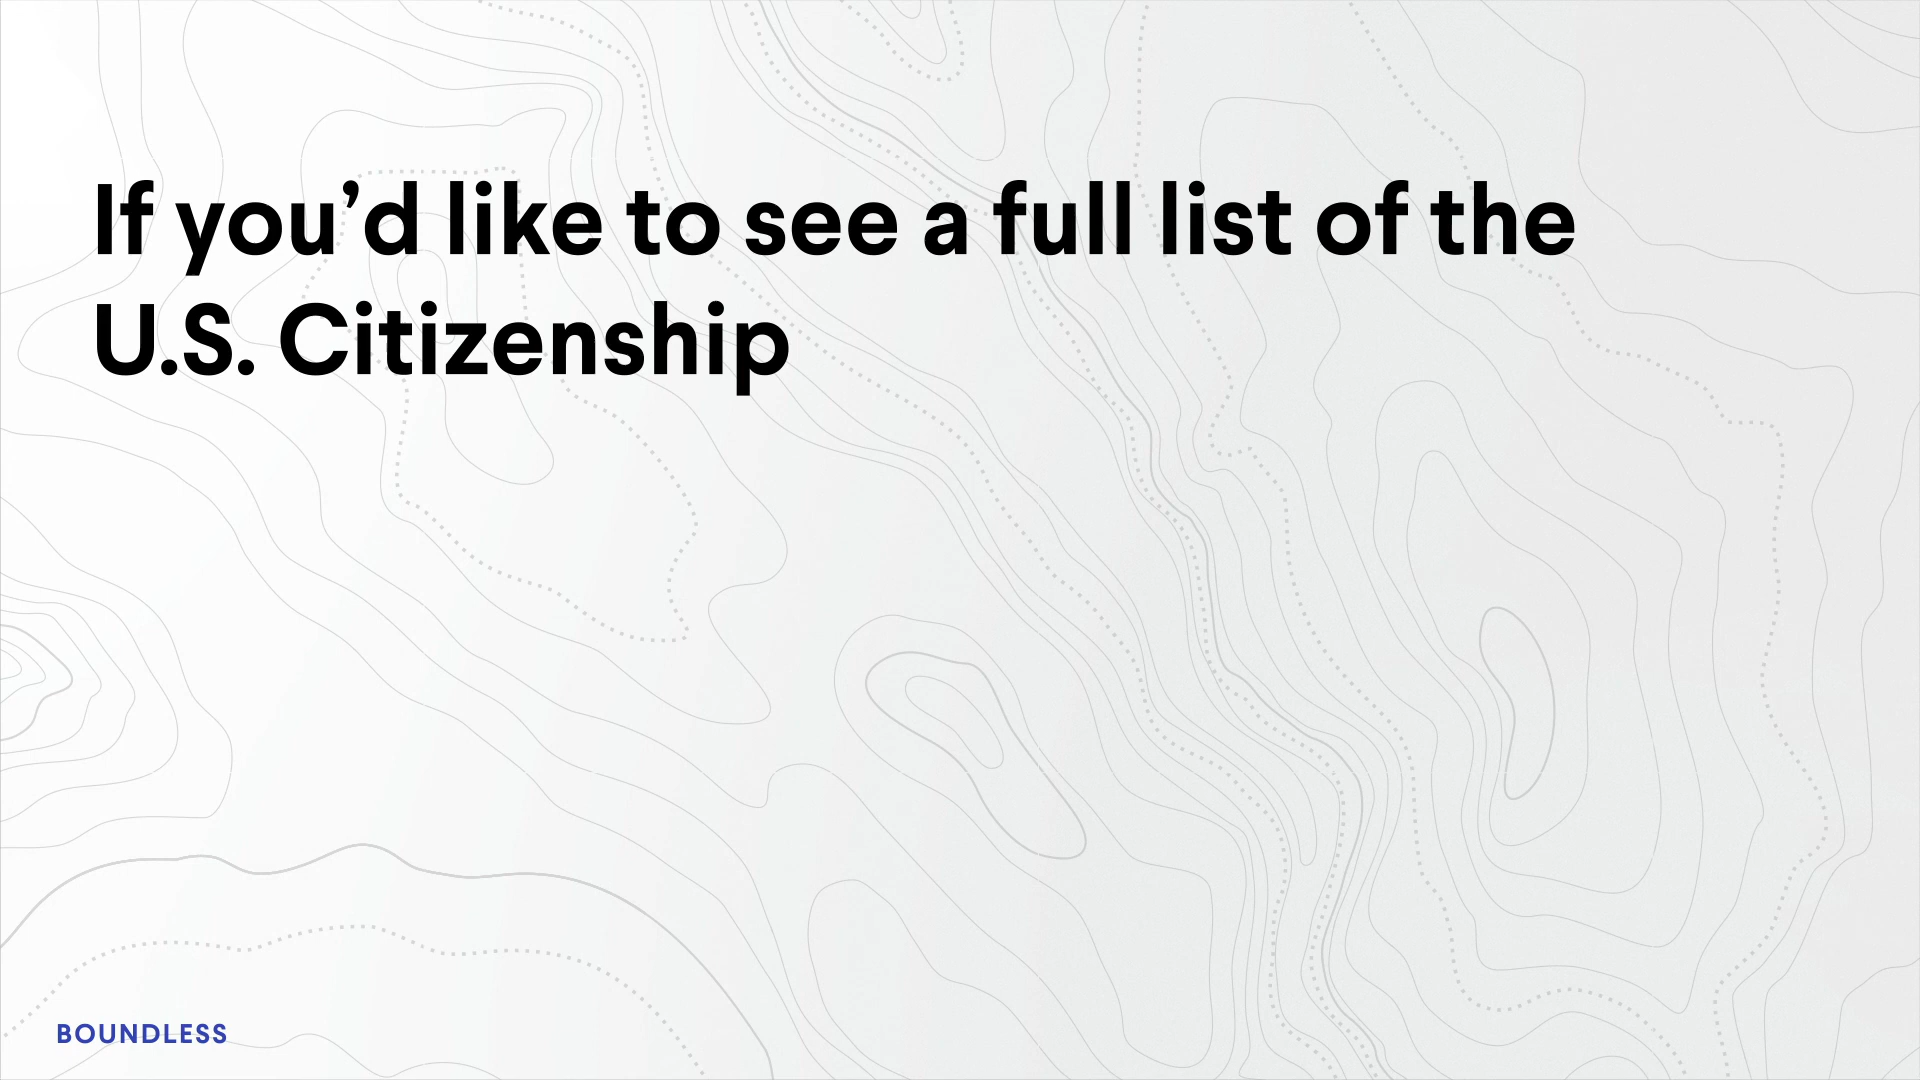 If you’d like to see a full list of the
U.S. Citizenship
BOUNDLESS